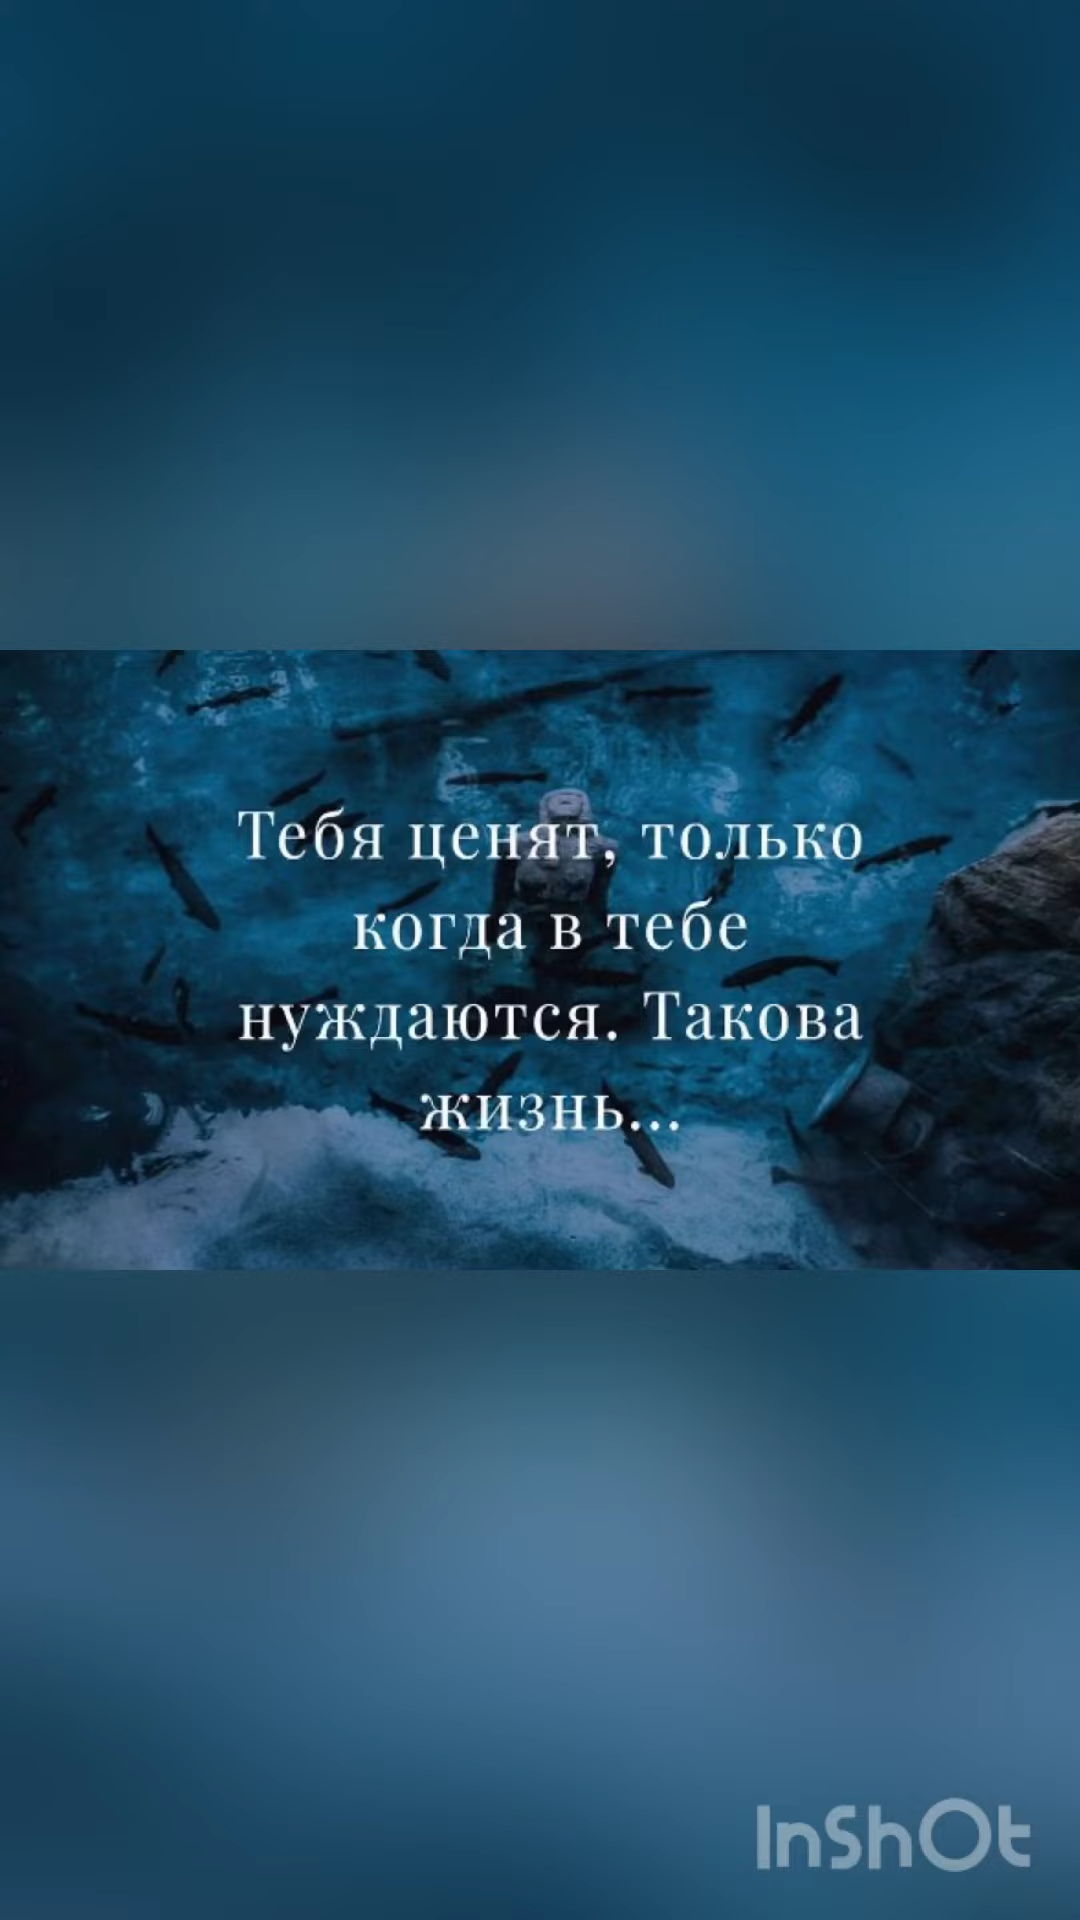 Тебя ценят, только
когда в тебе
нуждаются. Такова
жизнь...
InShOt